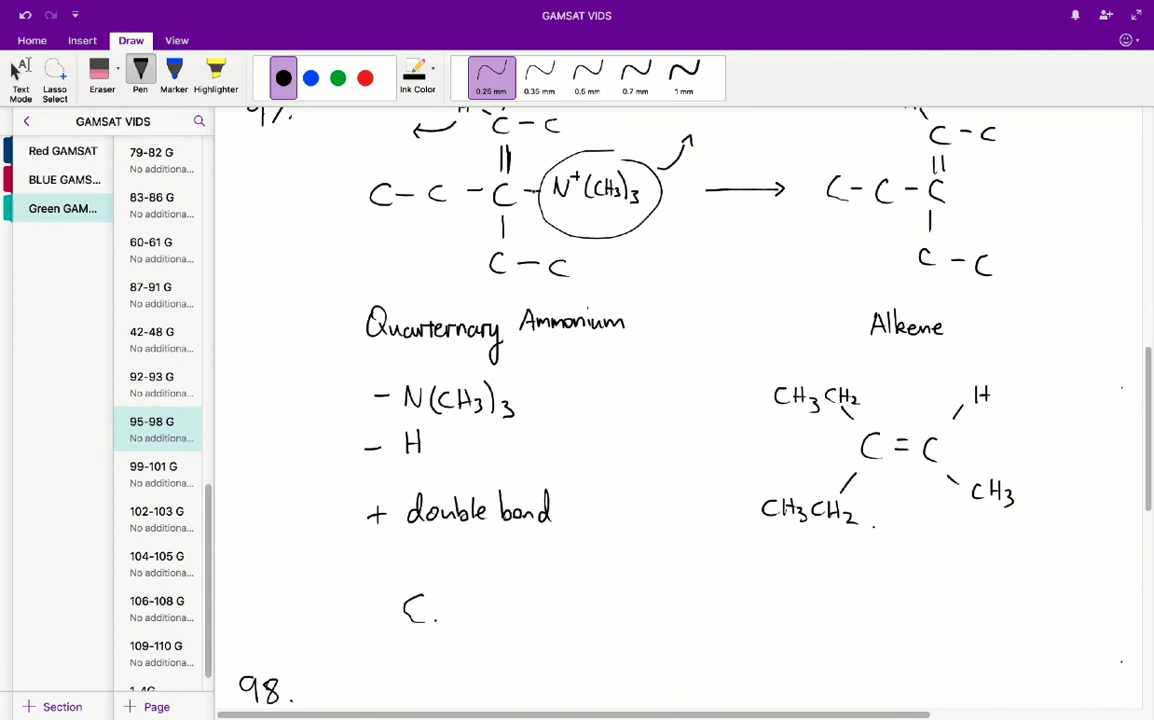 GAMSAT VIDS
Home Insert Draw View
Text Mode Lasso Select Eraser Pen Marker Highlighter 0.25 mm 0.35 mm 0.5 mm 0.7 mm 1 mm Ink Color
GAMSAT VIDS
Red GAMSAT
BLUE GAMS...
Green GAM...
79-82 G
No additiona...
83-86 G
No additiona...
60-61 G
No additiona...
87-91 G
No additiona...
42-48 G
No additiona...
92-93 G
No additiona...
95-98 G
No additiona...
99-101 G
No additiona...
102-103 G
No additiona...
104-105 G
No additiona...
106-108 G
No additiona...
109-110 G
No additiona...
+ Section + Page
97.
C - C C - C
C - C - C - N⁺(CH₃)₃ → C - C - C
C - C C - C
Quarternary Ammonium Alkene
- N(CH₃)₃
- H
+ double bond
CH₃CH₂ H
C = C
CH₃CH₂ CH₃
C.
98.